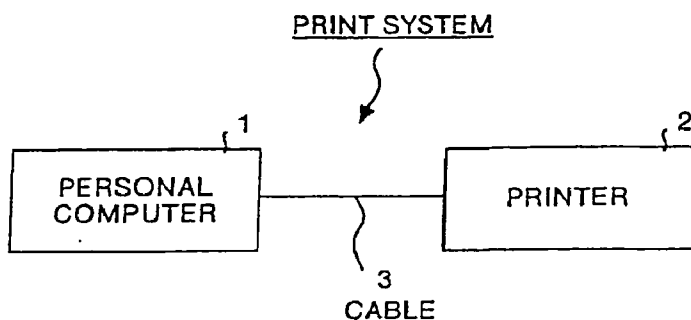 PRINT SYSTEM
1
2
PERSONAL
COMPUTER
PRINTER
3
CABLE